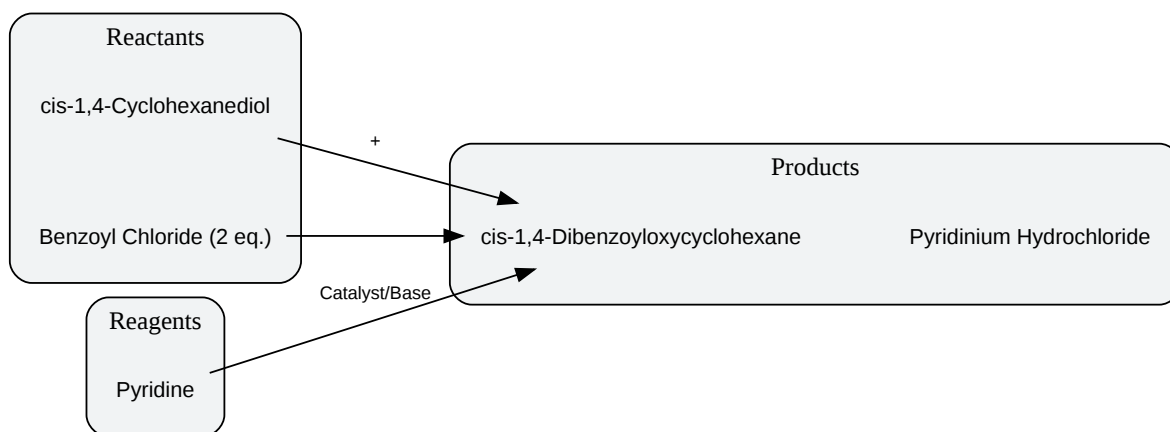 Reactants
cis-1,4-Cyclohexanediol
+
Products
Benzoyl Chloride (2 eq.)
cis-1,4-Dibenzoyloxycyclohexane
Pyridinium Hydrochloride
Catalyst/Base
Reagents
Pyridine